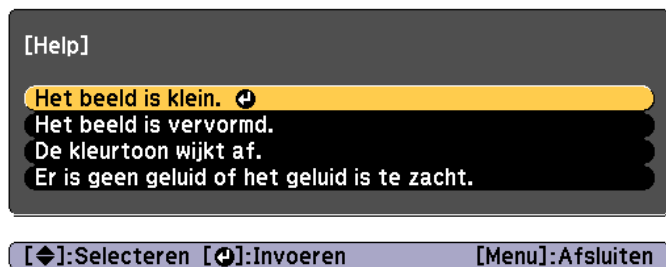 [Help]
Het beeld is klein.
Het beeld is vervormd.
De kleurtoon wijkt af.
Er is geen geluid of het geluid is te zacht.
[◆]:Selecteren [⏎]:Invoeren [Menu]:Afsluiten